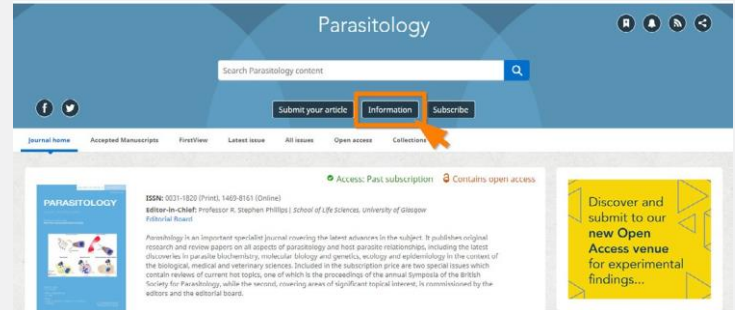 Parasitology
Search Parasitology content
Submit your article Information Subscribe
Journal home Accepted Manuscripts FirstView Latest issue All issues Open access Collections
Access: Past subscription Contains open access
PARASITOLOGY
ISSN: 0031-1820 (Print), 1469-8161 (Online)
Editor-in-Chief: Professor R. Stephen Phillips | School of Life Sciences, University of Glasgow
Editorial Board
Parasitology is an important specialist journal covering the latest advances in the subject. It publishes original
research and review papers on all aspects of parasitology and host parasite relationships, including the latest
discoveries in parasite biochemistry, molecular biology and genetics, ecology and epidemiology in the context of
the biological, medical and veterinary sciences. Included in the subscription price are two special issues which
contain reviews of current hot topics, one of which is the proceedings of the annual Symposia of the British
Society for Parasitology, while the second, covering areas of significant topical interest, is commissioned by the
editors and the editorial board.
Discover and
submit to our
new Open
Access venue
for experimental
findings...